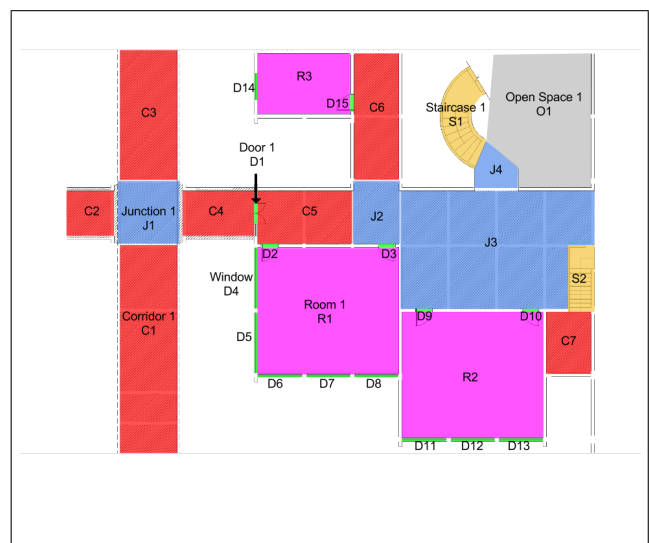 R3
D14
D15
C6
C3
Staircase 1
S1
Open Space 1
O1
Door 1
D1
J4
C2
Junction 1
J1
C4
C5
J2
J3
D2
D3
Window
D4
S2
Room 1
R1
Corridor 1
C1
D9
D10
D5
C7
R2
D6
D7
D8
D11
D12
D13